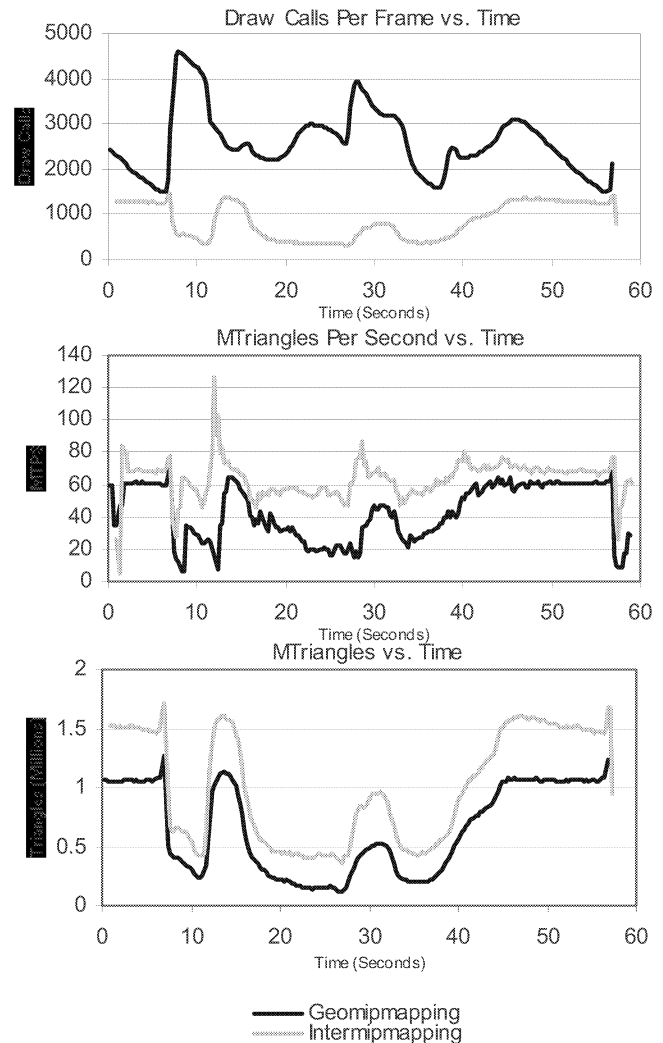 Draw Calls Per Frame vs. Time
5000
4000
3000
2000
1000
0
Draw Calls
0 10 20 30 40 50 60
Time (Seconds)
MTriangles Per Second vs. Time
140
120
100
80
60
40
20
0
MTPS
0 10 20 30 40 50 60
Time (Seconds)
MTriangles vs. Time
2
1.5
1
0.5
0
Triangles (Millions)
0 10 20 30 40 50 60
Time (Seconds)
Geomipmapping
Intermipmapping